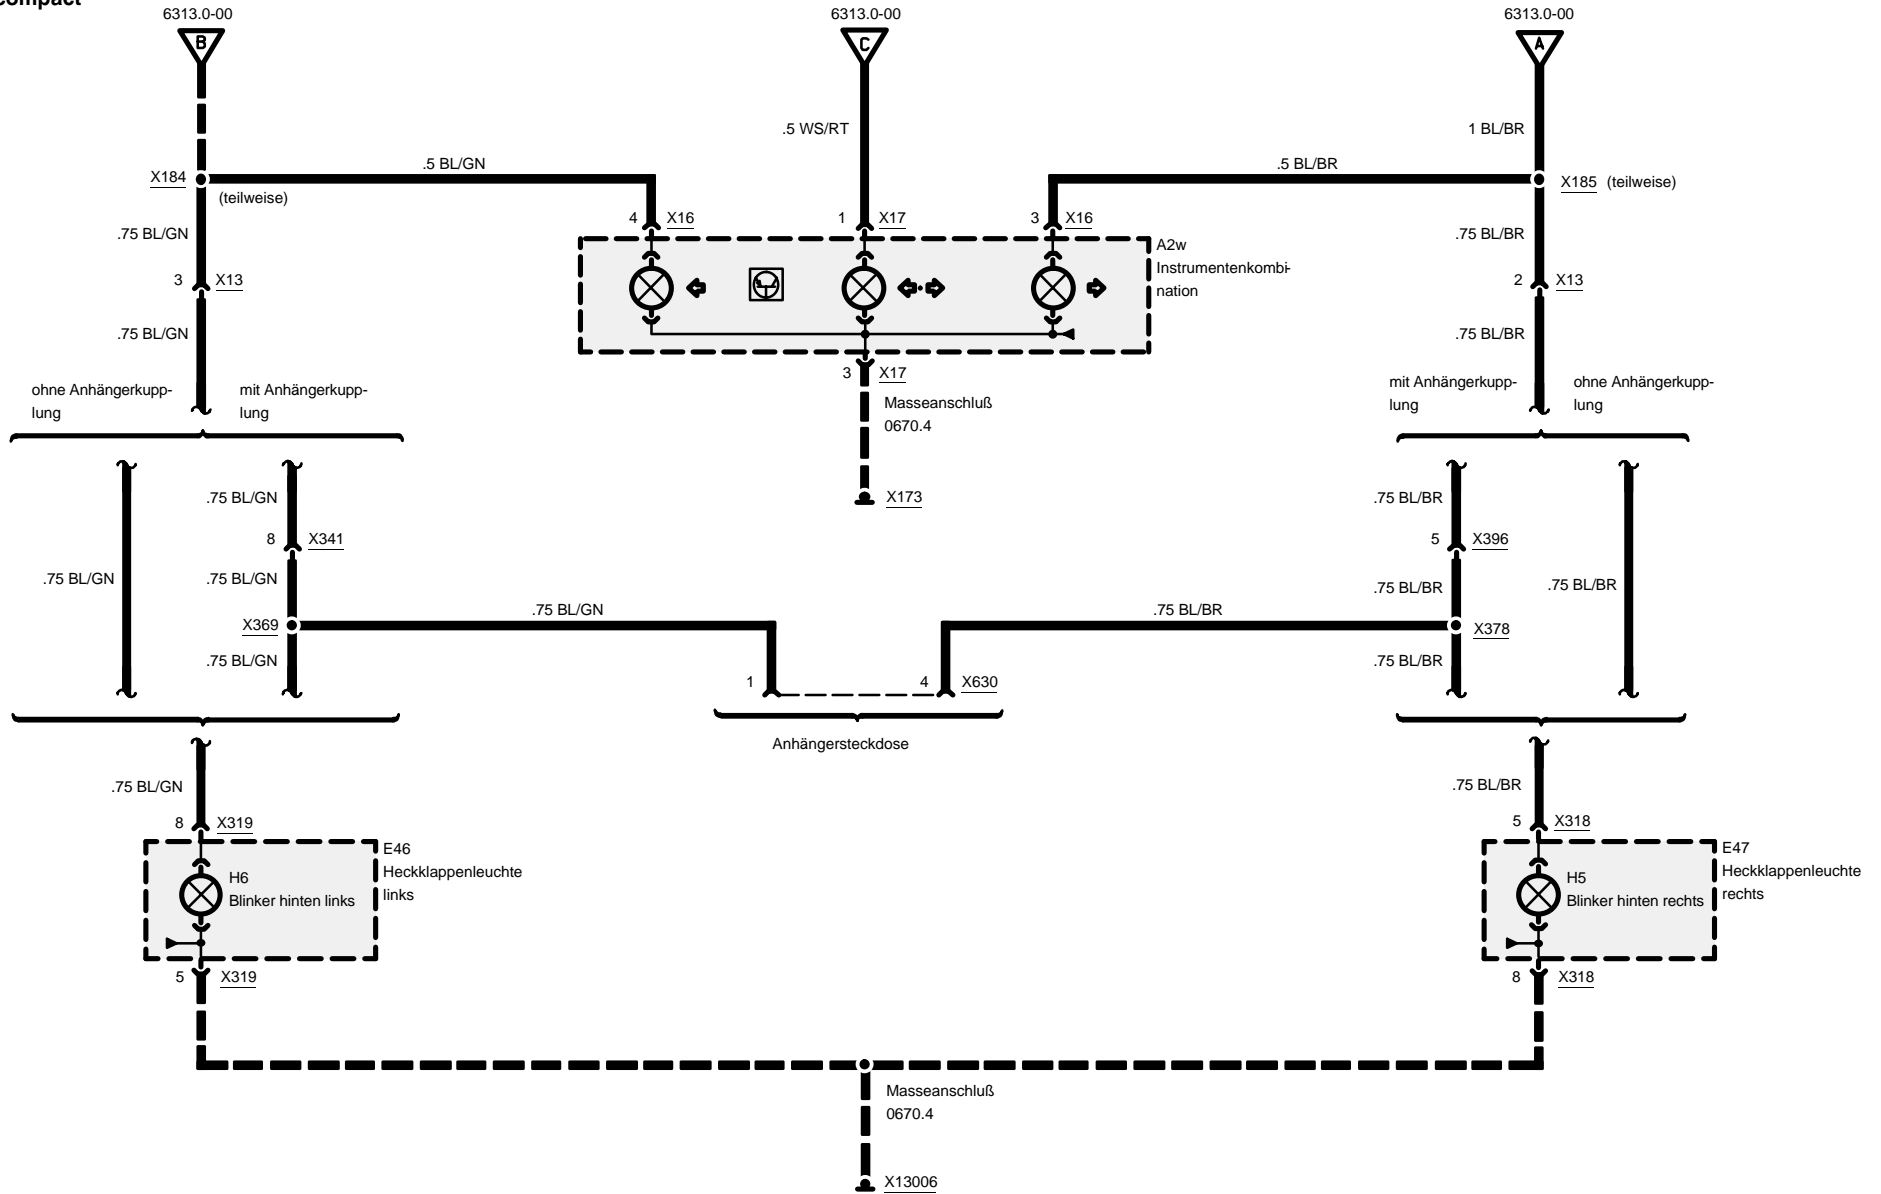 compact
6313.0-00
6313.0-00
6313.0-00
B
C
A
.5 WS/RT
1 BL/BR
.5 BL/GN
.5 BL/BR
X184
(teilweise)
X185 (teilweise)
4 X16
1 X17
3 X16
.75 BL/GN
.75 BL/BR
A2w
Instrumentenkombi-
nation
3 X13
2 X13
.75 BL/GN
.75 BL/BR
3 X17
ohne Anhängerkupp-
lung
mit Anhängerkupp-
lung
Masseanschluß
0670.4
mit Anhängerkupp-
lung
ohne Anhängerkupp-
lung
X173
.75 BL/GN
.75 BL/BR
8 X341
5 X396
.75 BL/GN
.75 BL/GN
.75 BL/BR
.75 BL/BR
X369
.75 BL/GN
.75 BL/BR
X378
.75 BL/GN
.75 BL/BR
1
4 X630
Anhängersteckdose
.75 BL/GN
.75 BL/BR
8 X319
5 X318
E46
Heckklappenleuchte
links
H6
Blinker hinten links
E47
Heckklappenleuchte
rechts
H5
Blinker hinten rechts
5 X319
8 X318
Masseanschluß
0670.4
X13006